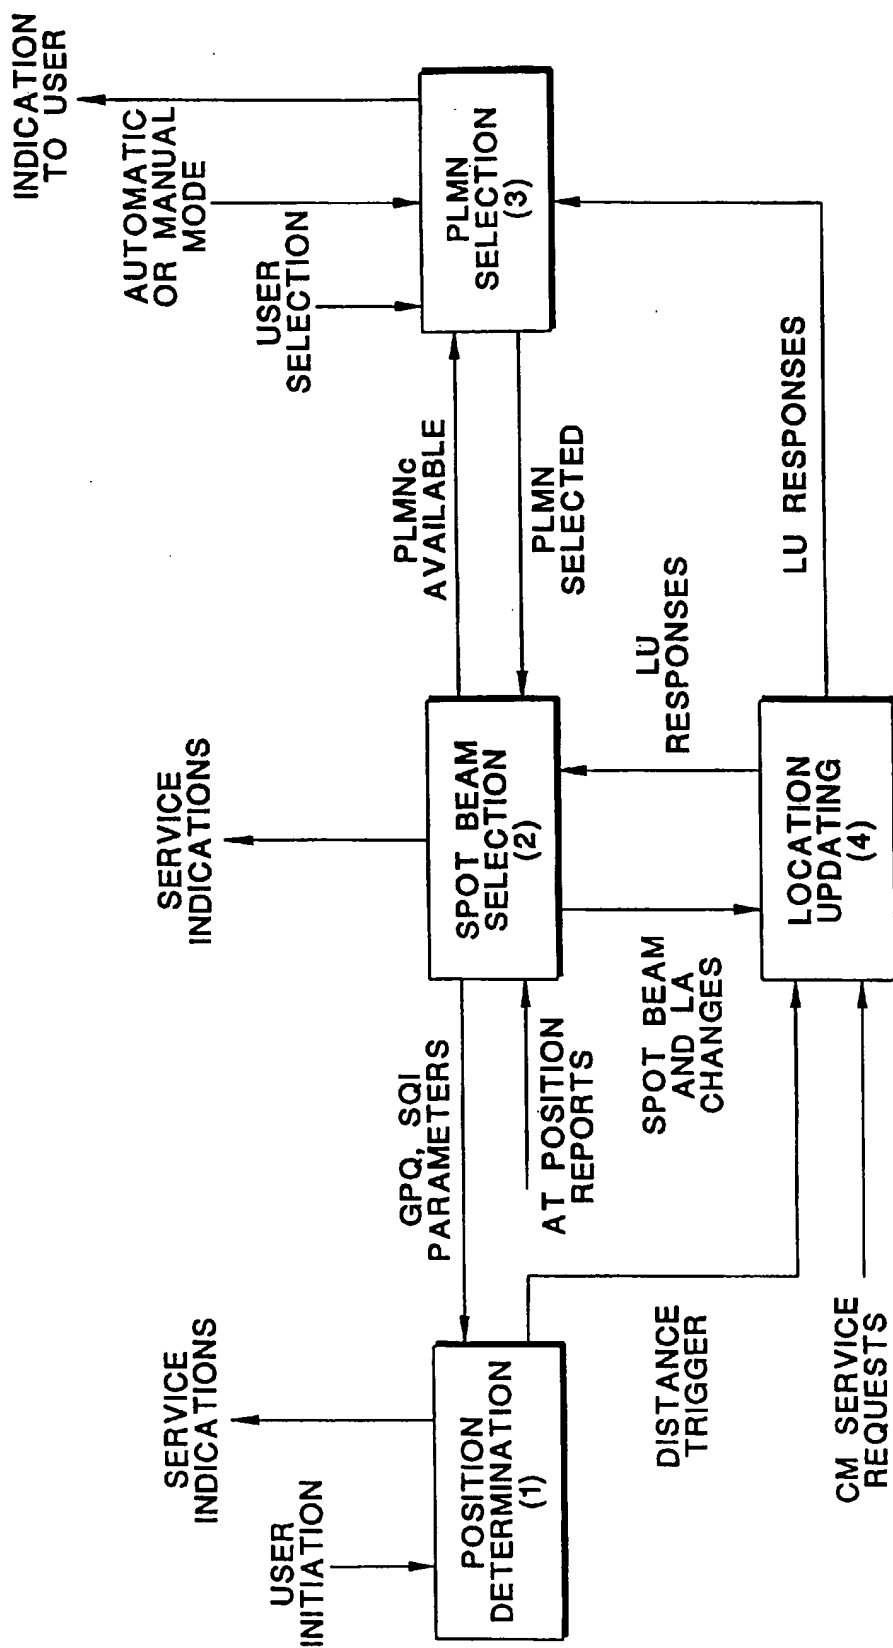 USER
INITIATION
SERVICE
INDICATIONS
POSITION
DETERMINATION
(1)
GPQ, SQI
PARAMETERS
AT POSITION
REPORTS
DISTANCE
TRIGGER
CM SERVICE
REQUESTS
SERVICE
INDICATIONS
SPOT BEAM
SELECTION
(2)
SPOT BEAM
AND LA
CHANGES
LU
RESPONSES
LOCATION
UPDATING
(4)
PLMNc
AVAILABLE
PLMN
SELECTED
LU RESPONSES
USER
SELECTION
AUTOMATIC
OR MANUAL
MODE
INDICATION
TO USER
PLMN
SELECTION
(3)